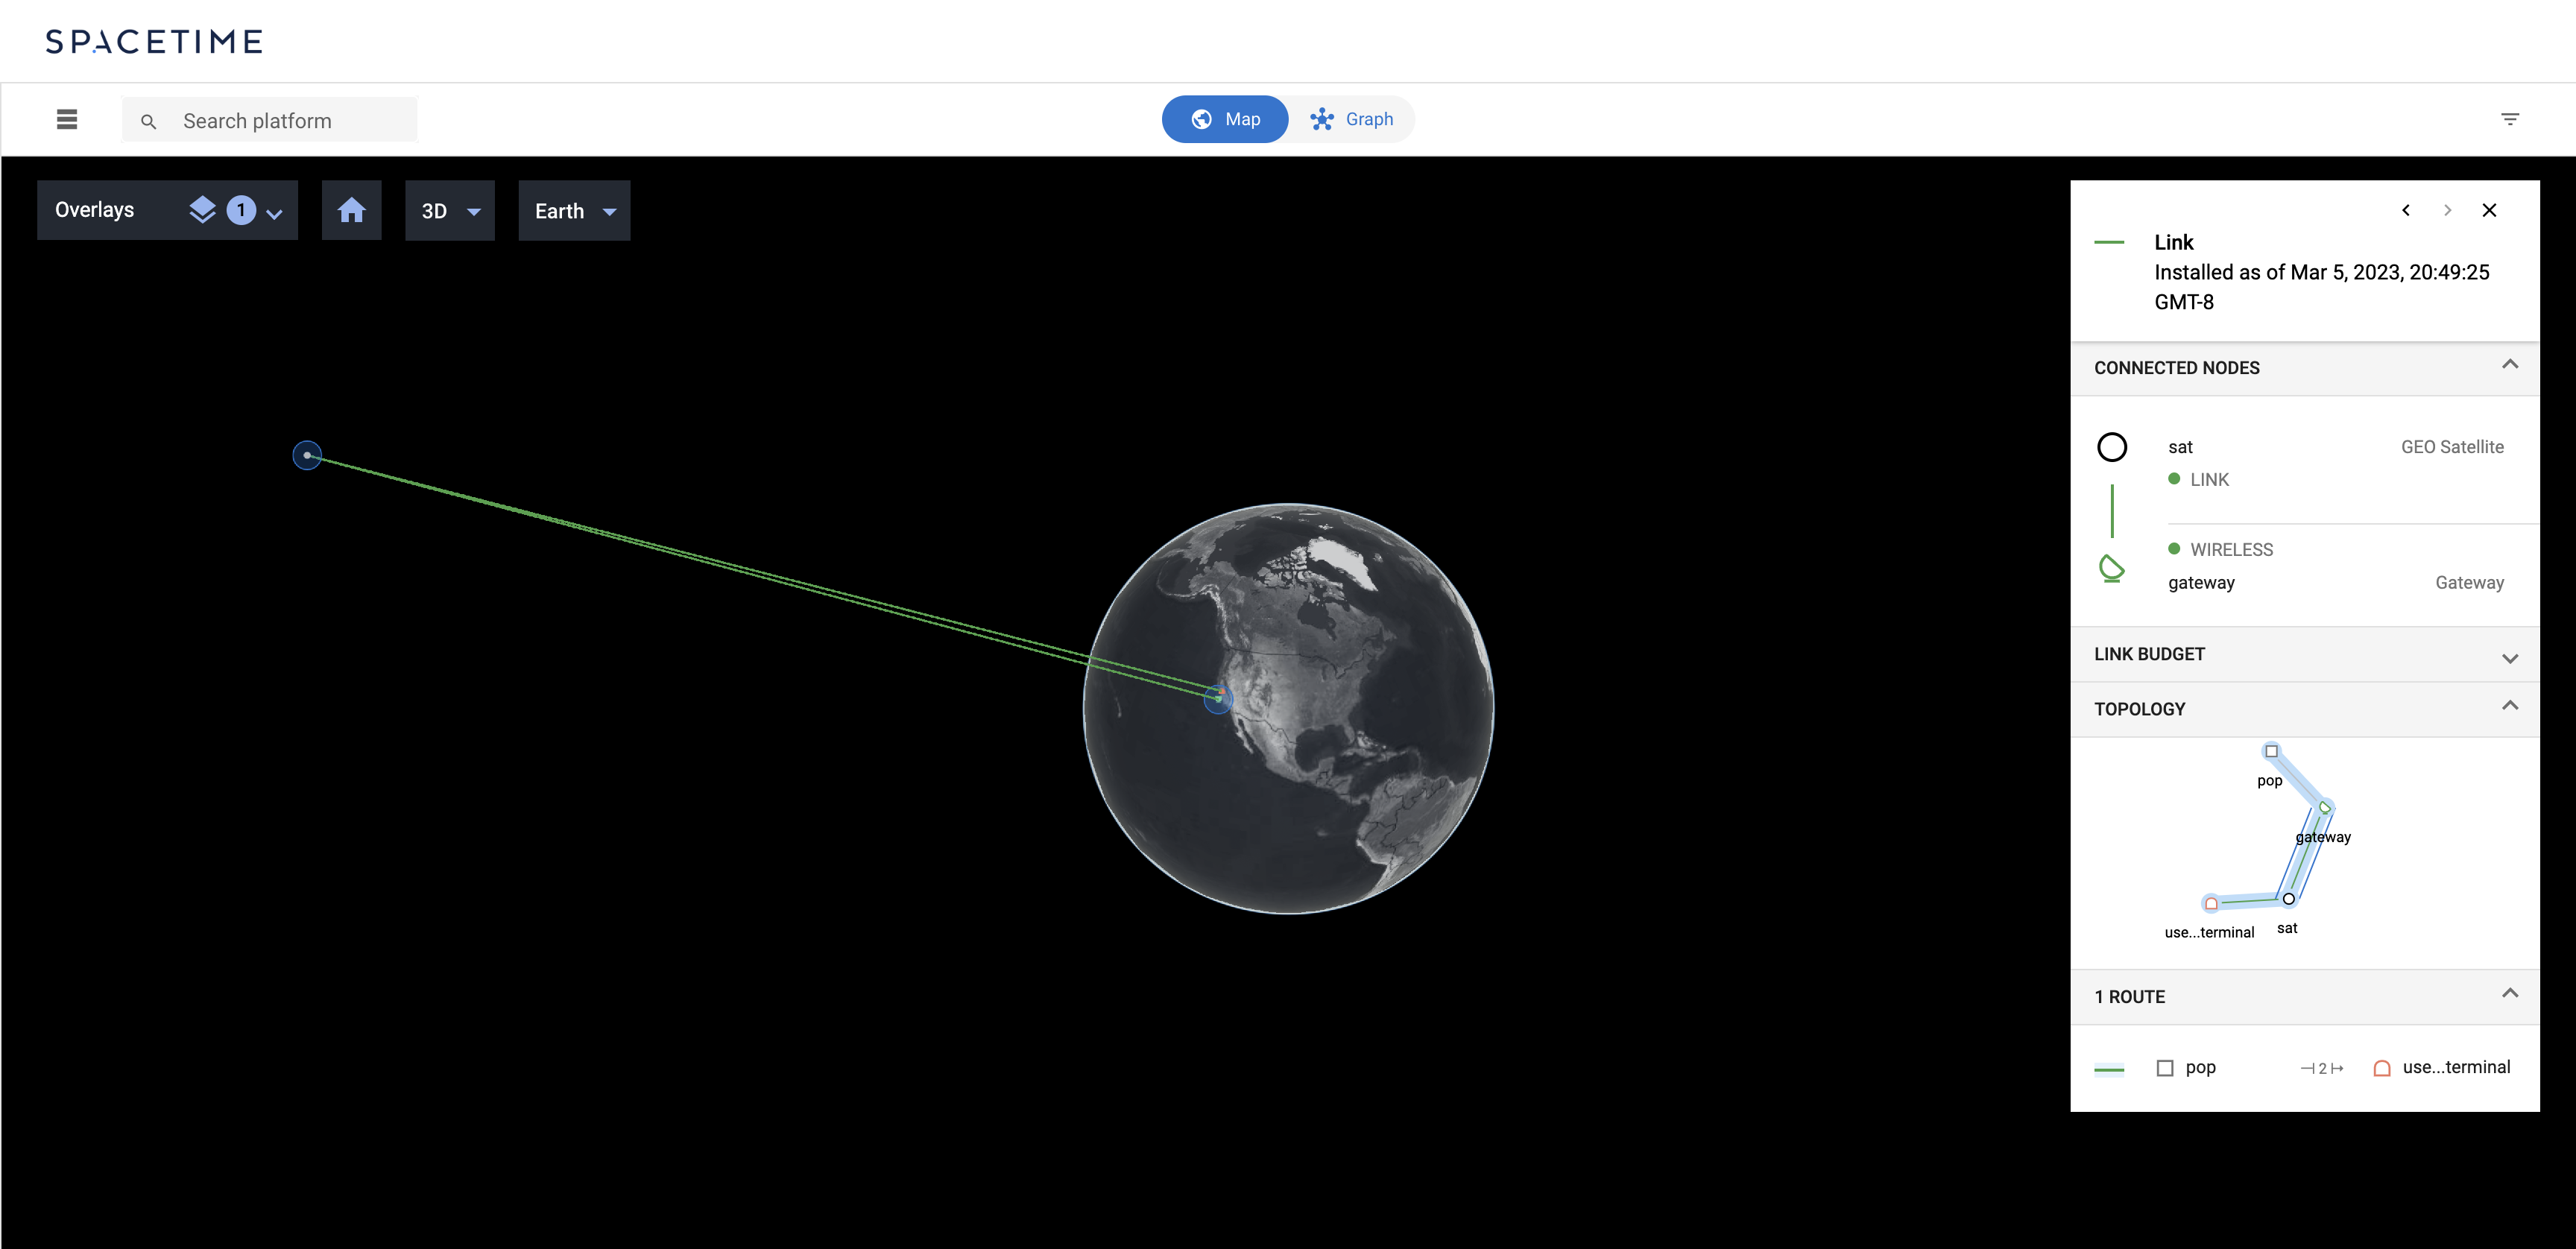 SPACETIME
Search platform
Map
Graph
Overlays
1
3D
Earth
Link
Installed as of Mar 5, 2023, 20:49:25
GMT-8
CONNECTED NODES
sat
GEO Satellite
LINK
WIRELESS
gateway
Gateway
LINK BUDGET
TOPOLOGY
pop
gateway
use...terminal
sat
1 ROUTE
pop
2
use...terminal